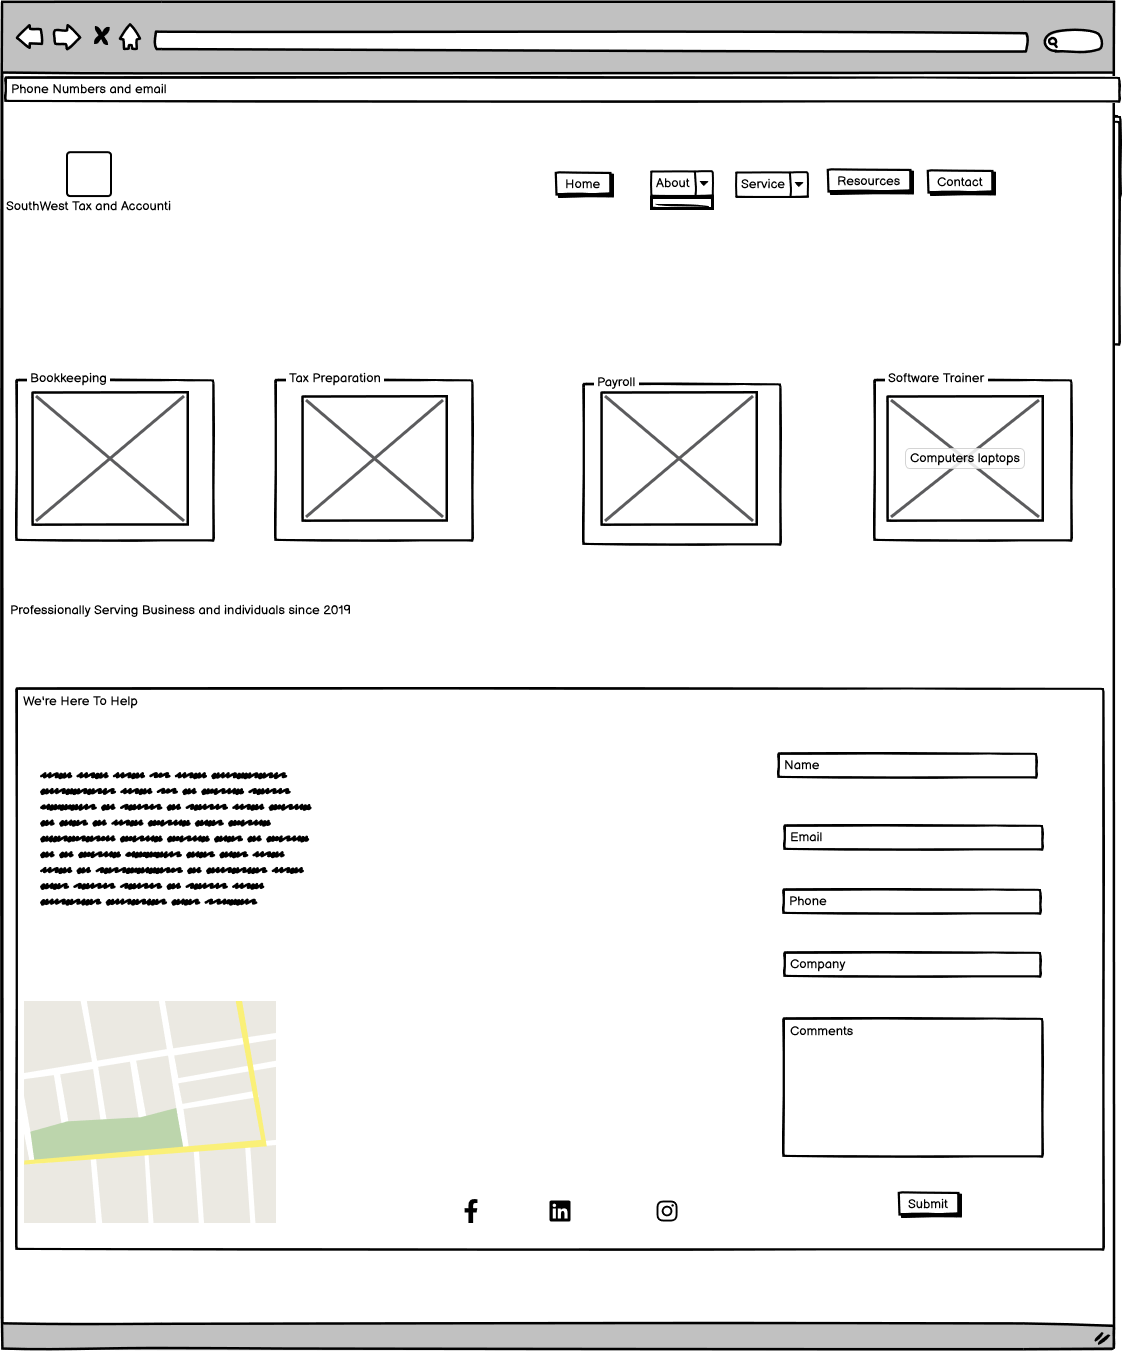 Phone Numbers and email
SouthWest Tax and Accounti
Home
About
Service
Resources
Contact
Bookkeeping
Tax Preparation
Payroll
Software Trainer
Computers laptops
Professionally Serving Business and individuals since 2019
We're Here To Help
Name
Email
Phone
Company
Comments
Submit